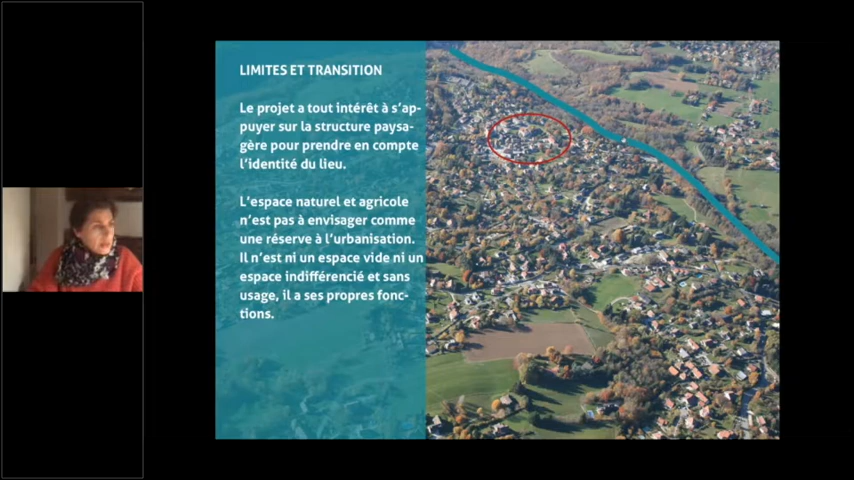 LIMITES ET TRANSITION
Le projet a tout intérêt à s'ap-
puyer sur la structure paysa-
gère pour prendre en compte
l'identité du lieu.
L'espace naturel et agricole
n'est pas à envisager comme
une réserve à l'urbanisation.
Il n'est ni un espace vide ni un
espace indifférencié et sans
usage, il a ses propres fonc-
tions.